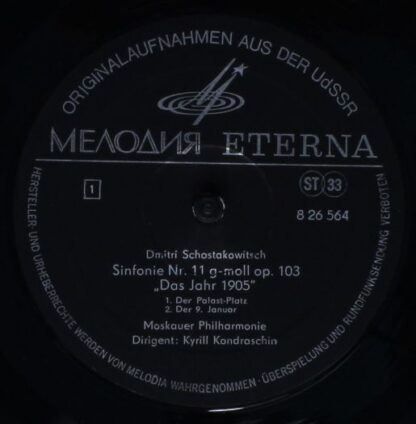 ORIGINALAUFNAHMEN AUS DER UdSSR
МЕЛОДИЯ ETERNA
1
ST 33
8 26 564
Dmitri Schostakowitsch
Sinfonie Nr. 11 g-moll op. 103
„Das Jahr 1905"
1. Der Palast-Platz
2. Der 9. Januar
Moskauer Philharmonie
Dirigent: Kyrill Kondraschin
HERSTELLER- UND URHEBERRECHTE WERDEN VON MELODIA WAHRGENOMMEN · ÜBERSPIELUNG UND RUNDFUNKSENDUNG VERBOTEN